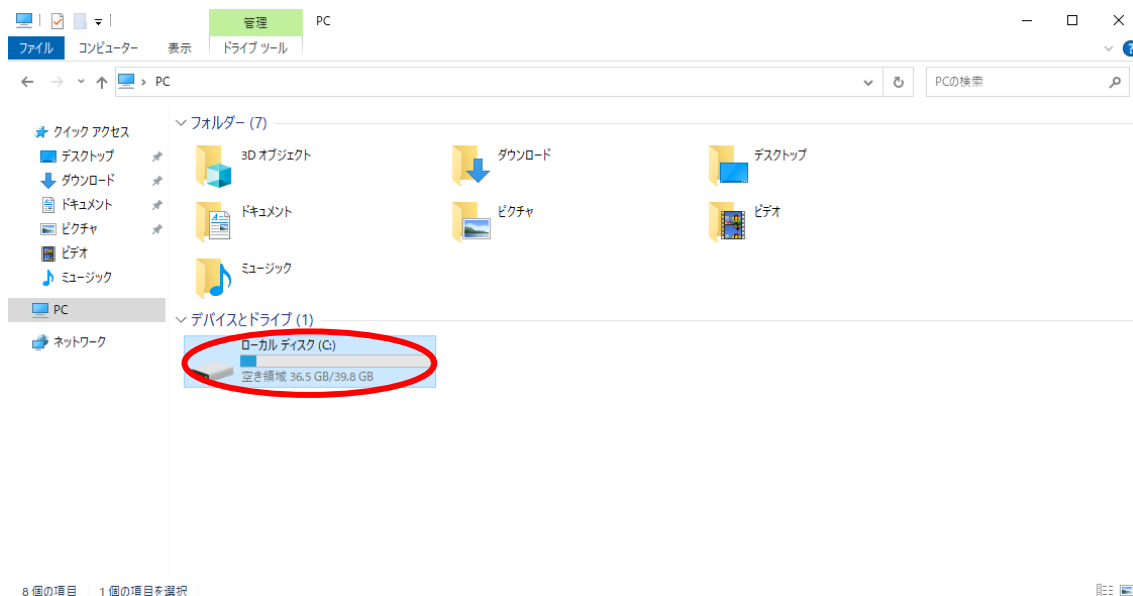 管理 PC
ファイル コンピューター 表示 ドライブ ツール
PC PCの検索
クイック アクセス
デスクトップ
ダウンロード
ドキュメント
ピクチャ
ビデオ
ミュージック
PC
ネットワーク
フォルダー (7)
3D オブジェクト ダウンロード デスクトップ
ドキュメント ピクチャ ビデオ
ミュージック
デバイスとドライブ (1)
ローカル ディスク (C:)
空き領域 36.5 GB/39.8 GB
8 個の項目 1 個の項目を選択